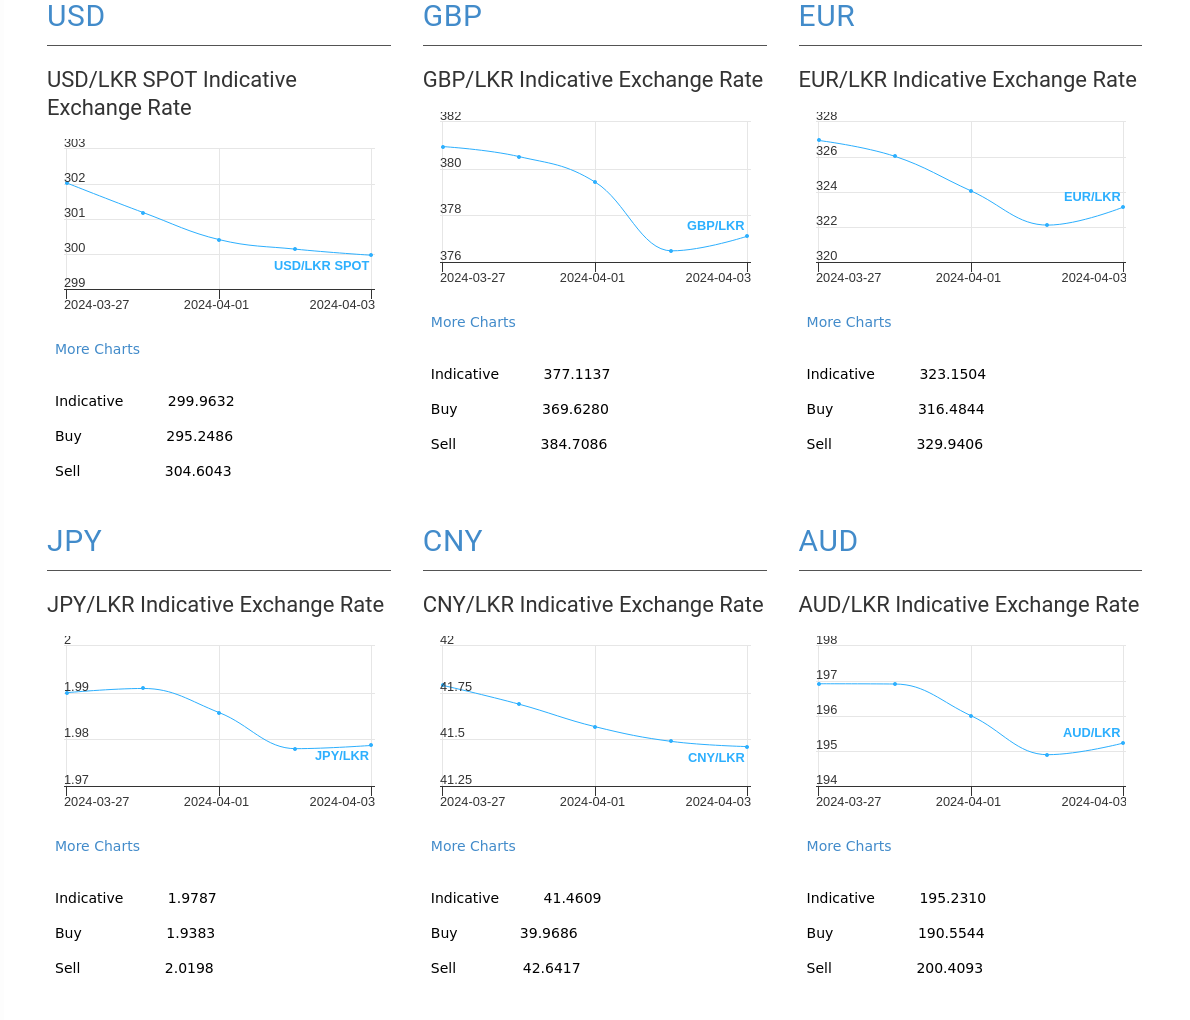 USD
USD/LKR SPOT Indicative
Exchange Rate
303
302
301
300
299
USD/LKR SPOT
2024-03-27 2024-04-01 2024-04-03
More Charts
Indicative 299.9632
Buy 295.2486
Sell 304.6043
GBP
GBP/LKR Indicative Exchange Rate
382
380
378
376
GBP/LKR
2024-03-27 2024-04-01 2024-04-03
More Charts
Indicative 377.1137
Buy 369.6280
Sell 384.7086
EUR
EUR/LKR Indicative Exchange Rate
328
326
324
322
320
EUR/LKR
2024-03-27 2024-04-01 2024-04-03
More Charts
Indicative 323.1504
Buy 316.4844
Sell 329.9406
JPY
JPY/LKR Indicative Exchange Rate
2
1.99
1.98
1.97
JPY/LKR
2024-03-27 2024-04-01 2024-04-03
More Charts
Indicative 1.9787
Buy 1.9383
Sell 2.0198
CNY
CNY/LKR Indicative Exchange Rate
42
41.75
41.5
41.25
CNY/LKR
2024-03-27 2024-04-01 2024-04-03
More Charts
Indicative 41.4609
Buy 39.9686
Sell 42.6417
AUD
AUD/LKR Indicative Exchange Rate
198
197
196
195
194
AUD/LKR
2024-03-27 2024-04-01 2024-04-03
More Charts
Indicative 195.2310
Buy 190.5544
Sell 200.4093